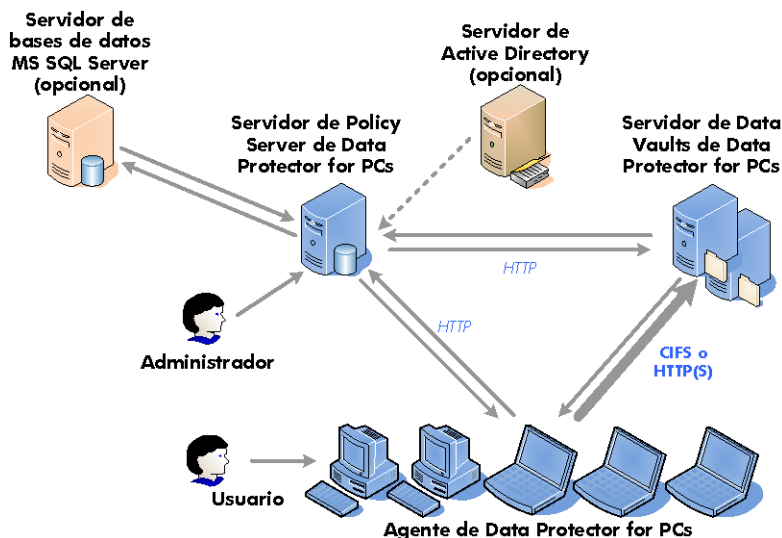 Servidor de
bases de datos
MS SQL Server
(opcional)
Servidor de
Active Directory
(opcional)
Servidor de Policy
Server de Data
Protector for PCs
Servidor de Data
Vaults de Data
Protector for PCs
HTTP
HTTP
Administrador
CIFS o
HTTP(S)
Usuario
Agente de Data Protector for PCs